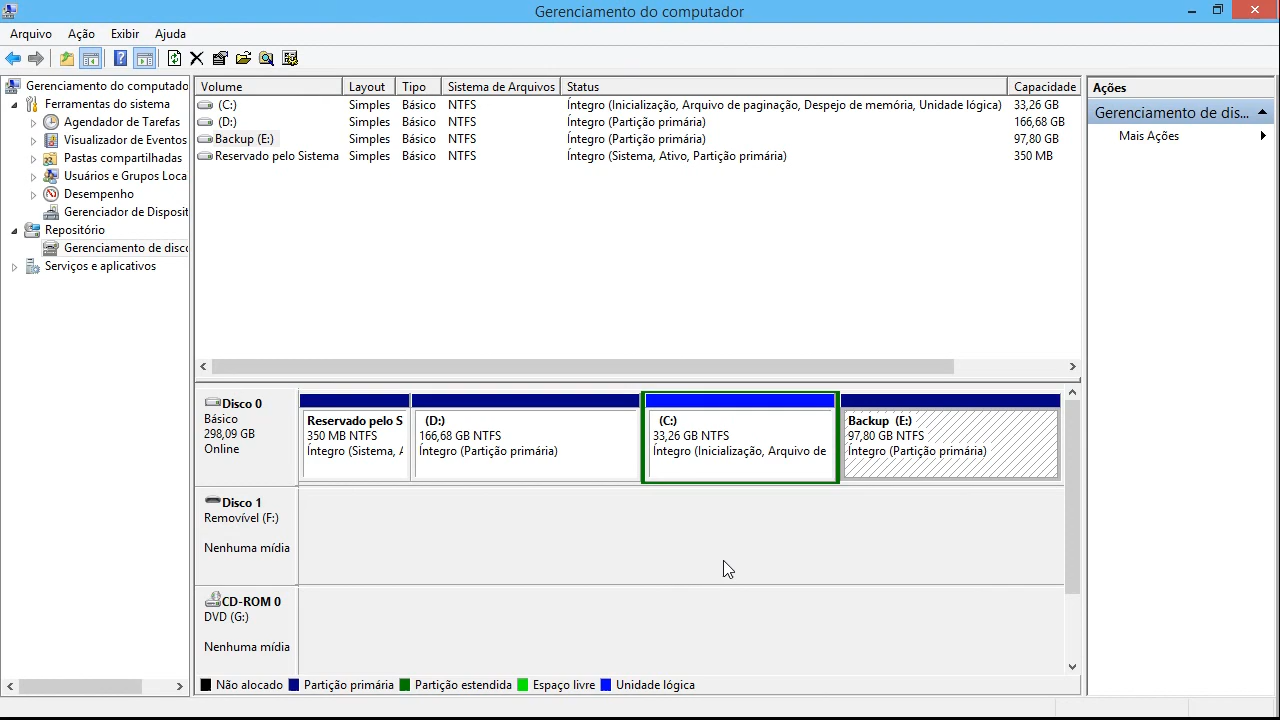 Gerenciamento do computador
Arquivo Ação Exibir Ajuda
Gerenciamento do computado
Ferramentas do sistema
Agendador de Tarefas
Visualizador de Eventos
Pastas compartilhadas
Usuários e Grupos Loca
Desempenho
Gerenciador de Disposit
Repositório
Gerenciamento de disco
Serviços e aplicativos
Volume Layout Tipo Sistema de Arquivos Status Capacidade
(C:) Simples Básico NTFS Íntegro (Inicialização, Arquivo de paginação, Despejo de memória, Unidade lógica) 33,26 GB
(D:) Simples Básico NTFS Íntegro (Partição primária) 166,68 GB
Backup (E:) Simples Básico NTFS Íntegro (Partição primária) 97,80 GB
Reservado pelo Sistema Simples Básico NTFS Íntegro (Sistema, Ativo, Partição primária) 350 MB
Ações
Gerenciamento de dis...
Mais Ações
Disco 0
Básico
298,09 GB
Online
Reservado pelo S
350 MB NTFS
Íntegro (Sistema, A
(D:)
166,68 GB NTFS
Íntegro (Partição primária)
(C:)
33,26 GB NTFS
Íntegro (Inicialização, Arquivo de
Backup (E:)
97,80 GB NTFS
Íntegro (Partição primária)
Disco 1
Removível (F:)
Nenhuma mídia
CD-ROM 0
DVD (G:)
Nenhuma mídia
Não alocado Partição primária Partição estendida Espaço livre Unidade lógica